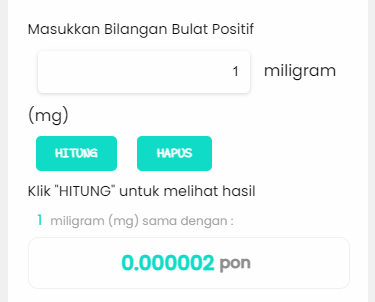 Masukkan Bilangan Bulat Positif
1 miligram
(mg)
HITUNG HAPUS
Klik "HITUNG" untuk melihat hasil
1 miligram (mg) sama dengan :
0.000002 pon